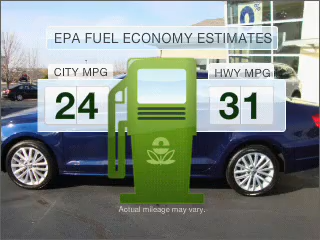 EPA FUEL ECONOMY ESTIMATES
CITY MPG
HWY MPG
24
31
Actual mileage may vary.